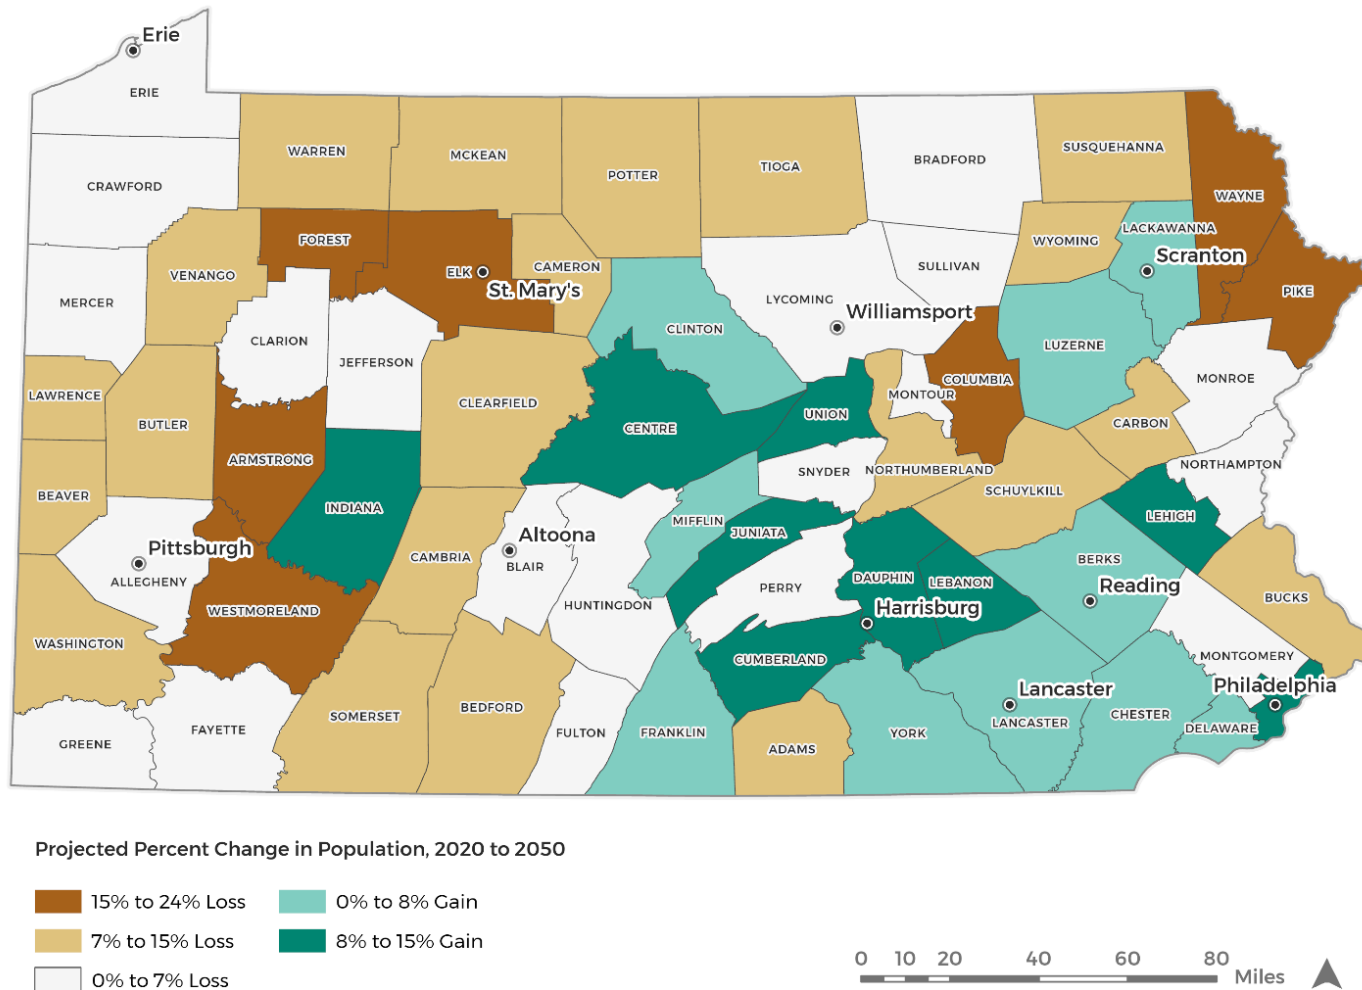 Erie
ERIE
WARREN
MCKEAN
POTTER
TIOGA
BRADFORD
SUSQUEHANNA
CRAWFORD
WAYNE
FOREST
LACKAWANNA
WYOMING
Scranton
VENANGO
ELK
CAMERON
SULLIVAN
St. Mary's
PIKE
MERCER
LYCOMING
Williamsport
CLARION
CLINTON
LUZERNE
JEFFERSON
COLUMBIA
MONROE
LAWRENCE
MONTOUR
CLEARFIELD
UNION
BUTLER
CENTRE
CARBON
ARMSTRONG
SNYDER
NORTHUMBERLAND
NORTHAMPTON
BEAVER
SCHUYLKILL
INDIANA
MIFFLIN
LEHIGH
JUNIATA
Pittsburgh
Altoona
CAMBRIA
BLAIR
BERKS
ALLEGHENY
DAUPHIN
LEBANON
Reading
PERRY
HUNTINGDON
Harrisburg
BUCKS
WESTMORELAND
WASHINGTON
CUMBERLAND
MONTGOMERY
Lancaster
Philadelphia
SOMERSET
BEDFORD
CHESTER
LANCASTER
DELAWARE
FAYETTE
FULTON
FRANKLIN
YORK
GREENE
ADAMS
Projected Percent Change in Population, 2020 to 2050
15% to 24% Loss
0% to 8% Gain
7% to 15% Loss
8% to 15% Gain
0% to 7% Loss
0 10 20 40 60 80
Miles